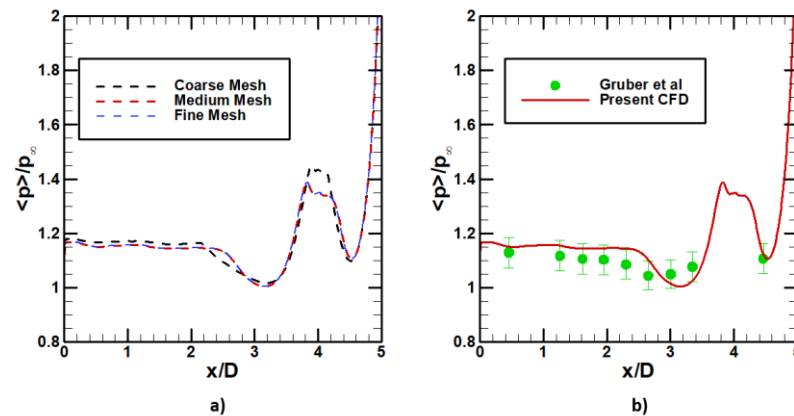 2
1.8
1.6
1.4
1.2
1
0.8
<p>/p∞
Coarse Mesh
Medium Mesh
Fine Mesh
0 1 2 3 4 5
x/D
a)
2
1.8
1.6
1.4
1.2
1
0.8
<p>/p∞
Gruber et al
Present CFD
0 1 2 3 4 5
x/D
b)